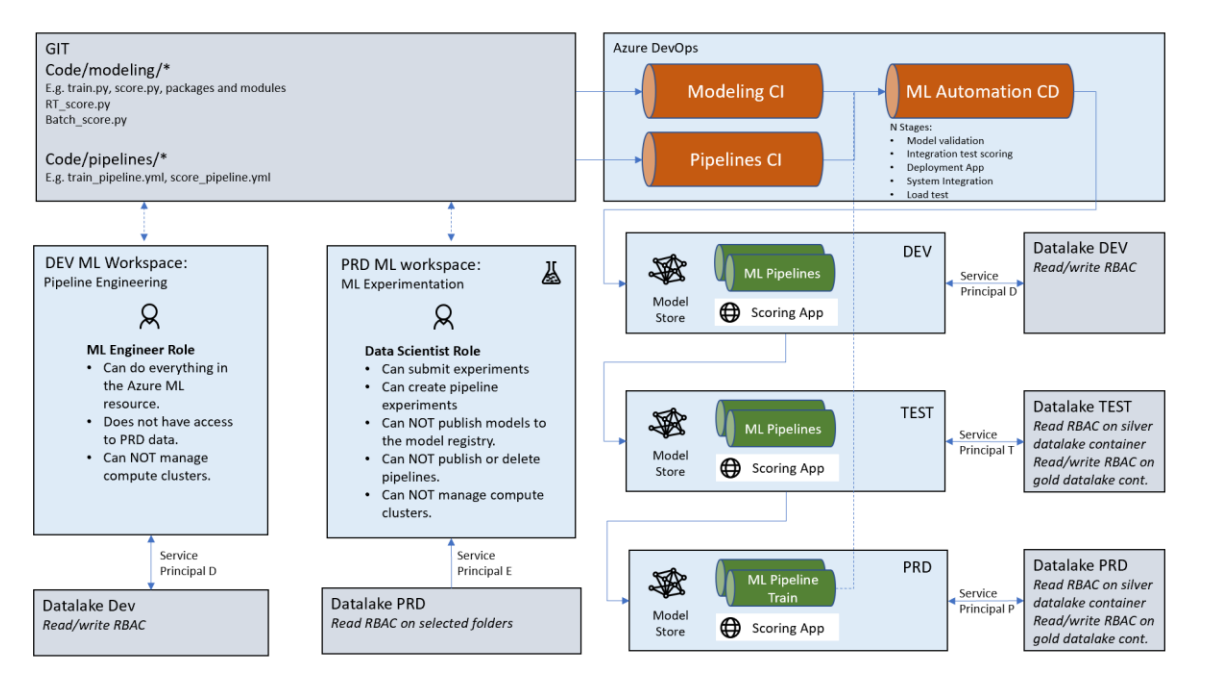 GIT
Code/modeling/*
E.g. train.py, score.py, packages and modules
RT_score.py
Batch_score.py
Code/pipelines/*
E.g. train_pipeline.yml, score_pipeline.yml
Azure DevOps
Modeling CI
Pipelines CI
ML Automation CD
N Stages:
• Model validation
• Integration test scoring
• Deployment App
• System Integration
• Load test
DEV ML Workspace:
Pipeline Engineering
ML Engineer Role
• Can do everything in
the Azure ML
resource.
• Does not have access
to PRD data.
• Can NOT manage
compute clusters.
Service
Principal D
Datalake Dev
Read/write RBAC
PRD ML workspace:
ML Experimentation
Data Scientist Role
• Can submit experiments
• Can create pipeline
experiments
• Can NOT publish models to
the model registry.
• Can NOT publish or delete
pipelines.
• Can NOT manage compute
clusters.
Service
Principal E
Datalake PRD
Read RBAC on selected folders
DEV
ML Pipelines
Model
Store
Scoring App
Service
Principal D
Datalake DEV
Read/write RBAC
TEST
ML Pipelines
Model
Store
Scoring App
Service
Principal T
Datalake TEST
Read RBAC on silver
datalake container
Read/write RBAC on
gold datalake cont.
PRD
ML Pipeline
Train
Model
Store
Scoring App
Service
Principal P
Datalake PRD
Read RBAC on silver
datalake container
Read/write RBAC on
gold datalake cont.